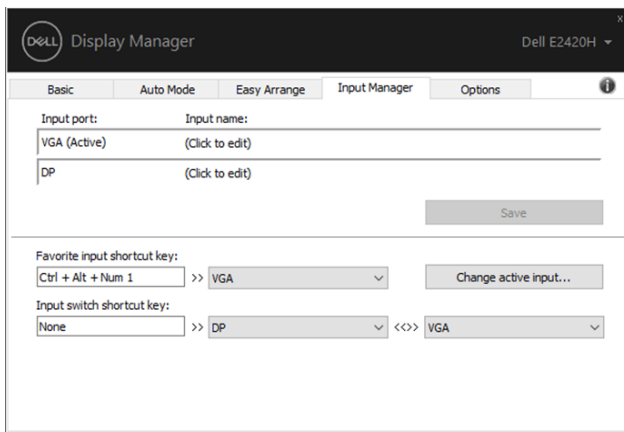 DELL Display Manager
Dell E2420H
x
Basic Auto Mode Easy Arrange Input Manager Options
Input port: Input name:
VGA (Active) (Click to edit)
DP (Click to edit)
Save
Favorite input shortcut key:
Ctrl + Alt + Num 1 >> VGA Change active input...
Input switch shortcut key:
None >> DP <<>> VGA